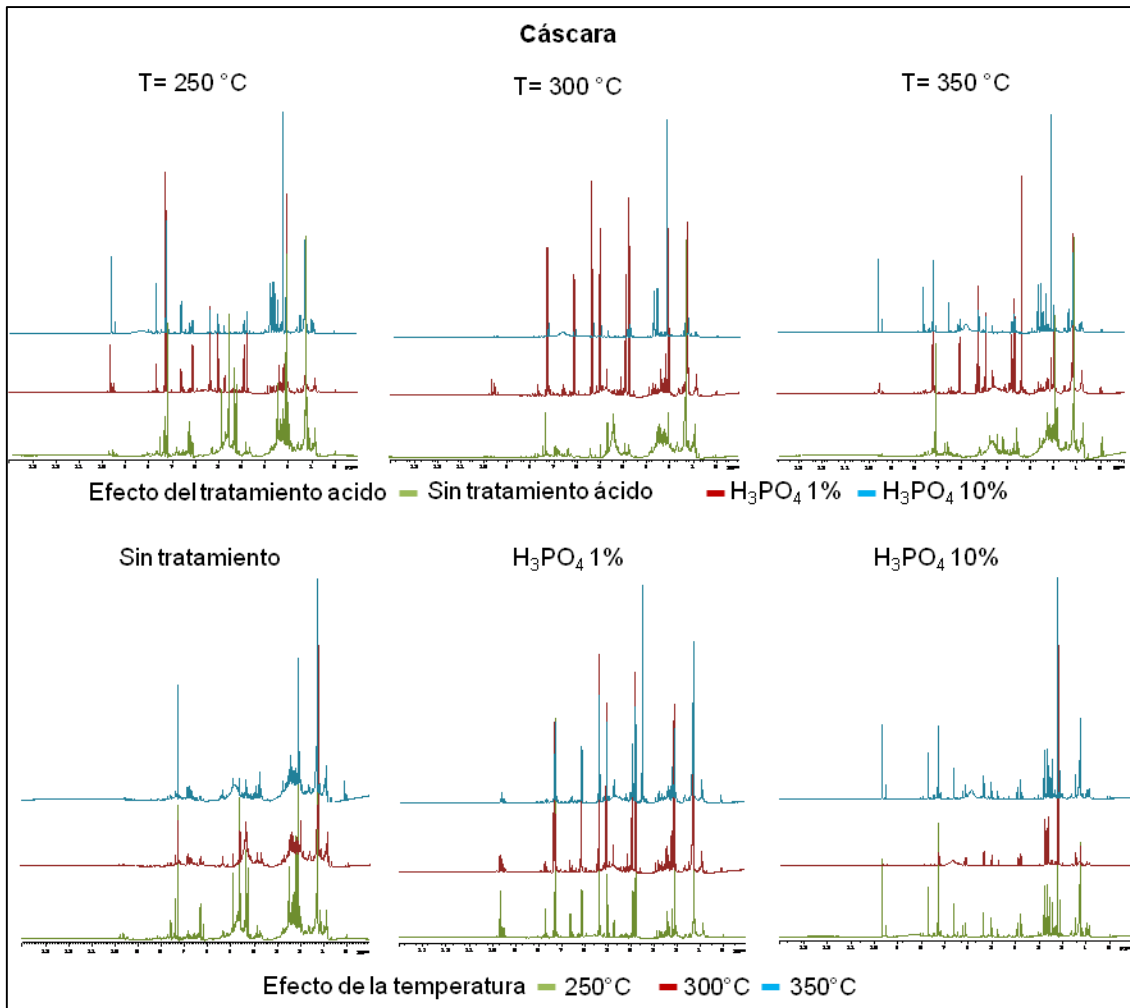 Cáscara
T= 250 °C
T= 300 °C
T= 350 °C
Efecto del tratamiento acido Sin tratamiento ácido H₃PO₄ 1% H₃PO₄ 10%
Sin tratamiento
H₃PO₄ 1%
H₃PO₄ 10%
Efecto de la temperatura 250°C 300°C 350°C